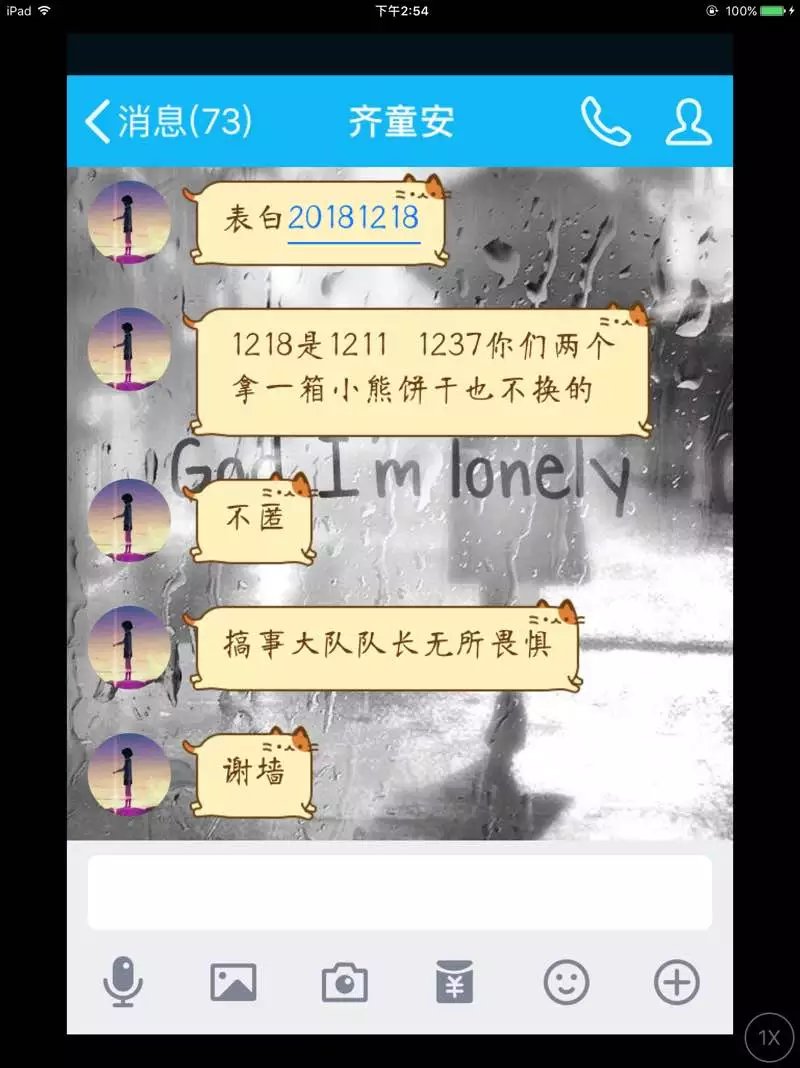 iPad 下午2:54 100%
消息(73) 齐童安
表白20181218
1218是1211 1237你们两个
拿一箱小熊饼干也不换的
God I'm lonely
不匿
搞事大队队长无所畏惧
谢墙
1X